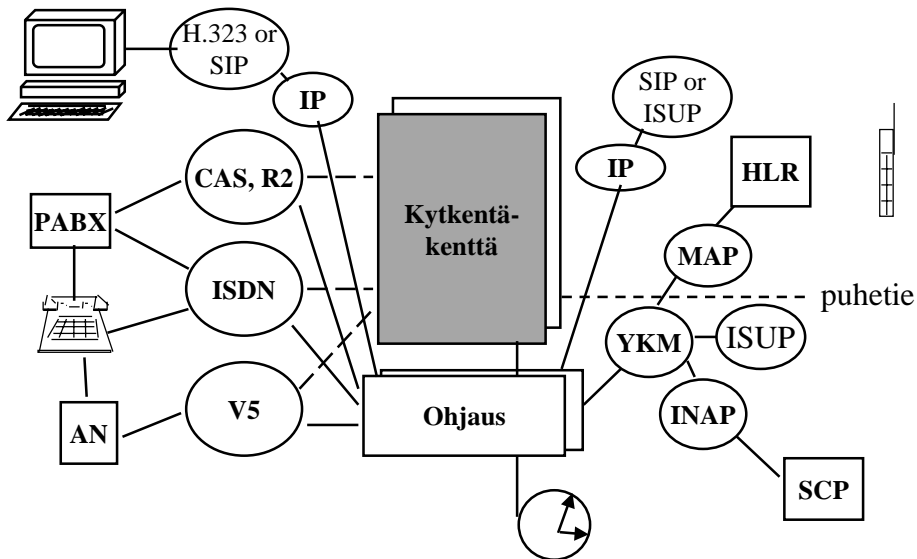 H.323 or
SIP
IP
SIP or
ISUP
IP
HLR
CAS, R2
PABX
Kytkentä-
kenttä
MAP
ISDN
puhetie
YKM
ISUP
V5
AN
Ohjaus
INAP
SCP